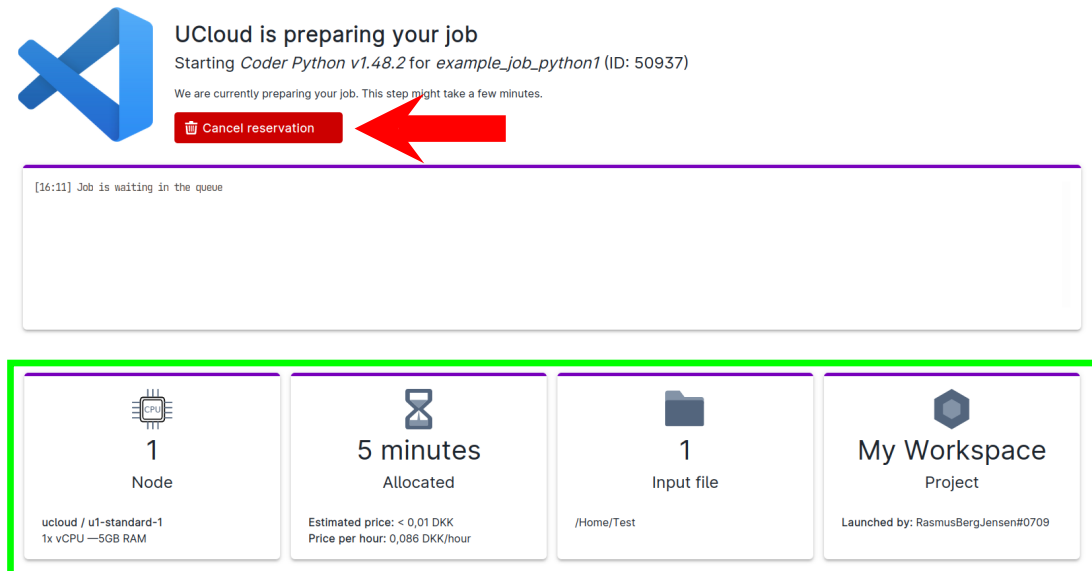 UCloud is preparing your job
Starting Coder Python v1.48.2 for example_job_python1 (ID: 50937)
We are currently preparing your job. This step might take a few minutes.
Cancel reservation
[16:11] Job is waiting in the queue
CPU
1
Node
ucloud / u1-standard-1
1x vCPU —5GB RAM
5 minutes
Allocated
Estimated price: < 0,01 DKK
Price per hour: 0,086 DKK/hour
1
Input file
/Home/Test
My Workspace
Project
Launched by: RasmusBergJensen#0709